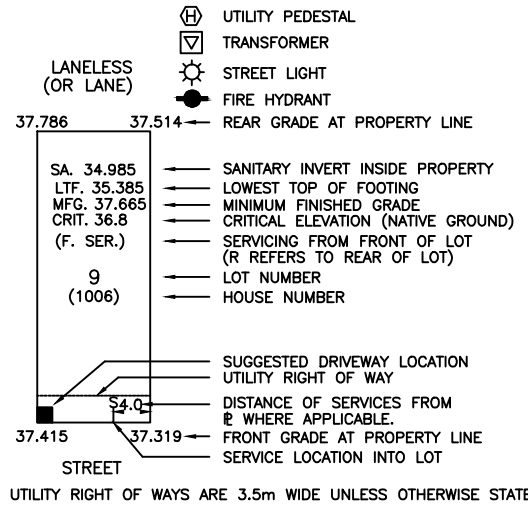 H UTILITY PEDESTAL
TRANSFORMER
STREET LIGHT
FIRE HYDRANT
LANELESS
(OR LANE)
37.786 37.514 REAR GRADE AT PROPERTY LINE
SA. 34.985 SANITARY INVERT INSIDE PROPERTY
LTF. 35.385 LOWEST TOP OF FOOTING
MFG. 37.665 MINIMUM FINISHED GRADE
CRIT. 36.8 CRITICAL ELEVATION (NATIVE GROUND)
(F. SER.) SERVICING FROM FRONT OF LOT
(R REFERS TO REAR OF LOT)
9 LOT NUMBER
(1006) HOUSE NUMBER
SUGGESTED DRIVEWAY LOCATION
UTILITY RIGHT OF WAY
S4.0 DISTANCE OF SERVICES FROM
℄ WHERE APPLICABLE.
37.415 37.319 FRONT GRADE AT PROPERTY LINE
SERVICE LOCATION INTO LOT
STREET
UTILITY RIGHT OF WAYS ARE 3.5m WIDE UNLESS OTHERWISE STATE